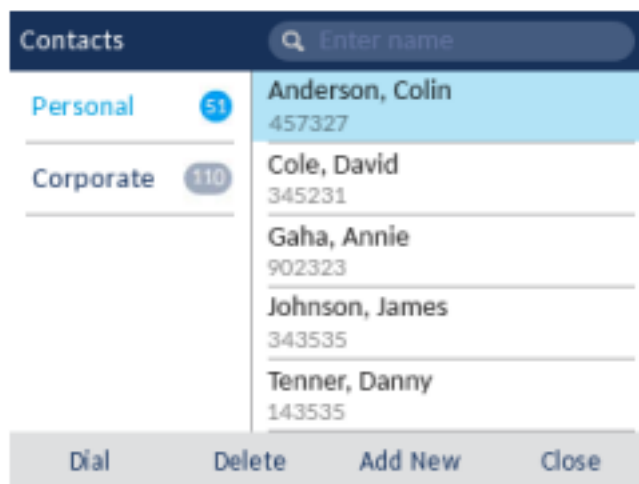 Contacts
Enter name
Personal 51
Corporate 110
Anderson, Colin
457327
Cole, David
345231
Gaha, Annie
902323
Johnson, James
343535
Tenner, Danny
143535
Dial Delete Add New Close